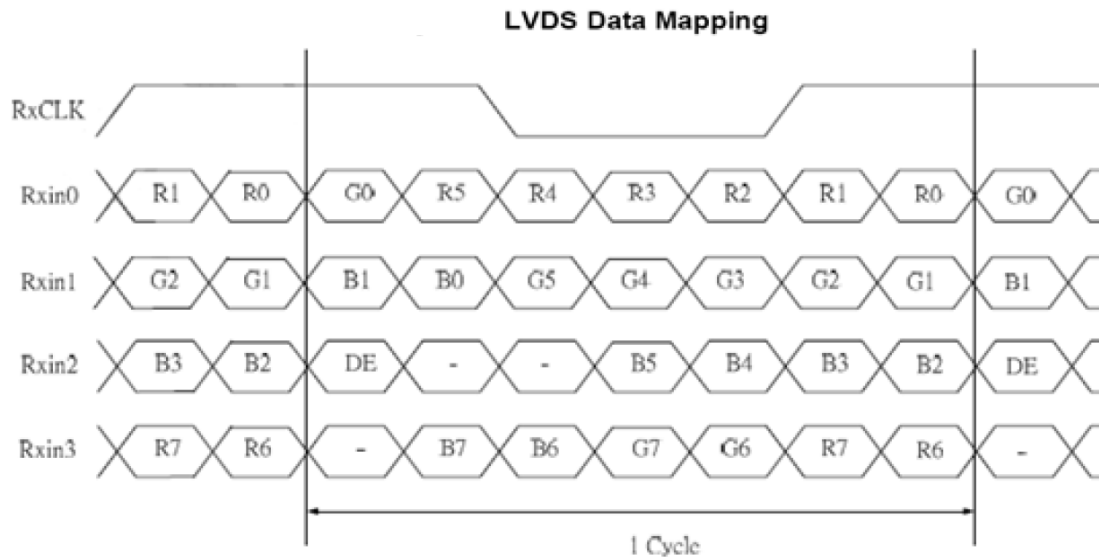 LVDS Data Mapping
RxCLK
Rxin0 R1 R0 G0 R5 R4 R3 R2 R1 R0 G0
Rxin1 G2 G1 B1 B0 G5 G4 G3 G2 G1 B1
Rxin2 B3 B2 DE - - B5 B4 B3 B2 DE
Rxin3 R7 R6 - B7 B6 G7 G6 R7 R6 -
1 Cycle